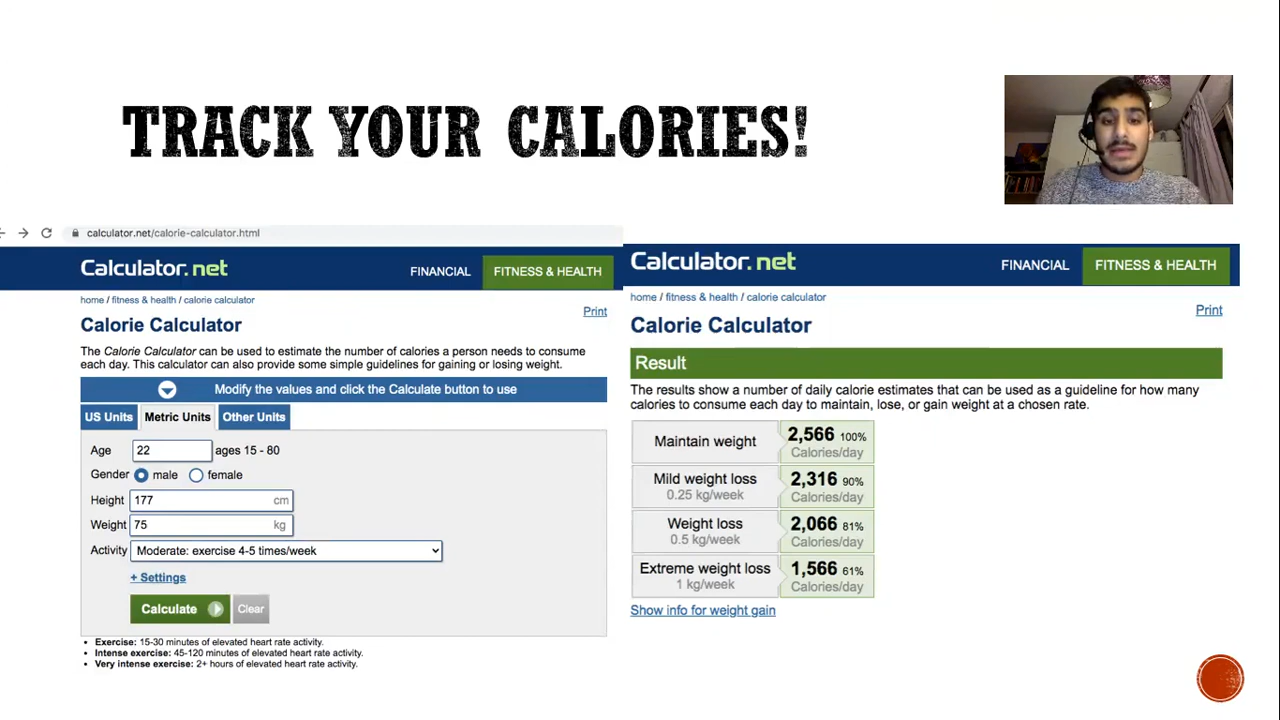 TRACK YOUR CALORIES!
calculator.net/calorie-calculator.html
Calculator.net
FINANCIAL
FITNESS & HEALTH
home / fitness & health / calorie calculator
Print
Calorie Calculator
The Calorie Calculator can be used to estimate the number of calories a person needs to consume
each day. This calculator can also provide some simple guidelines for gaining or losing weight.
Modify the values and click the Calculate button to use
US Units Metric Units Other Units
Age 22 ages 15 - 80
Gender male female
Height 177 cm
Weight 75 kg
Activity Moderate: exercise 4-5 times/week
+ Settings
Calculate Clear
Exercise: 15-30 minutes of elevated heart rate activity.
Intense exercise: 45-120 minutes of elevated heart rate activity.
Very intense exercise: 2+ hours of elevated heart rate activity.
Calculator.net
FINANCIAL
FITNESS & HEALTH
home / fitness & health / calorie calculator
Print
Calorie Calculator
Result
The results show a number of daily calorie estimates that can be used as a guideline for how many
calories to consume each day to maintain, lose, or gain weight at a chosen rate.
Maintain weight 2,566 100%
Calories/day
Mild weight loss 2,316 90%
0.25 kg/week Calories/day
Weight loss 2,066 81%
0.5 kg/week Calories/day
Extreme weight loss 1,566 61%
1 kg/week Calories/day
Show info for weight gain